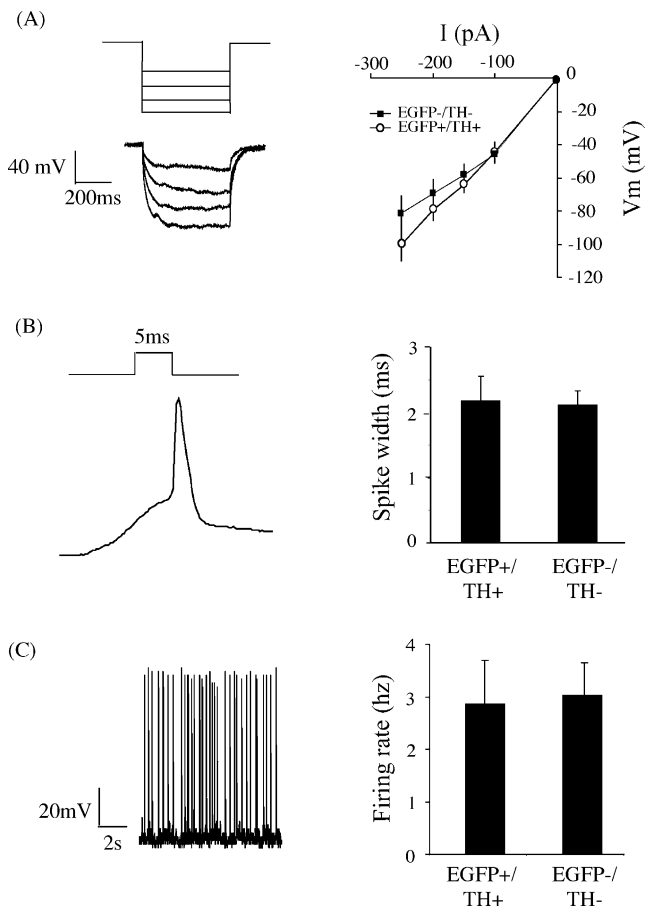 (A)
I (pA)
-300
-200
-100
0
-20
-40
-60
-80
-100
-120
Vm (mV)
EGFP-/TH-
EGFP+/TH+
40 mV
200ms
(B)
5ms
3
2
1
0
Spike width (ms)
EGFP+/
TH+
EGFP-/
TH-
(C)
20mV
2s
4
3
2
1
0
Firing rate (hz)
EGFP+/
TH+
EGFP-/
TH-